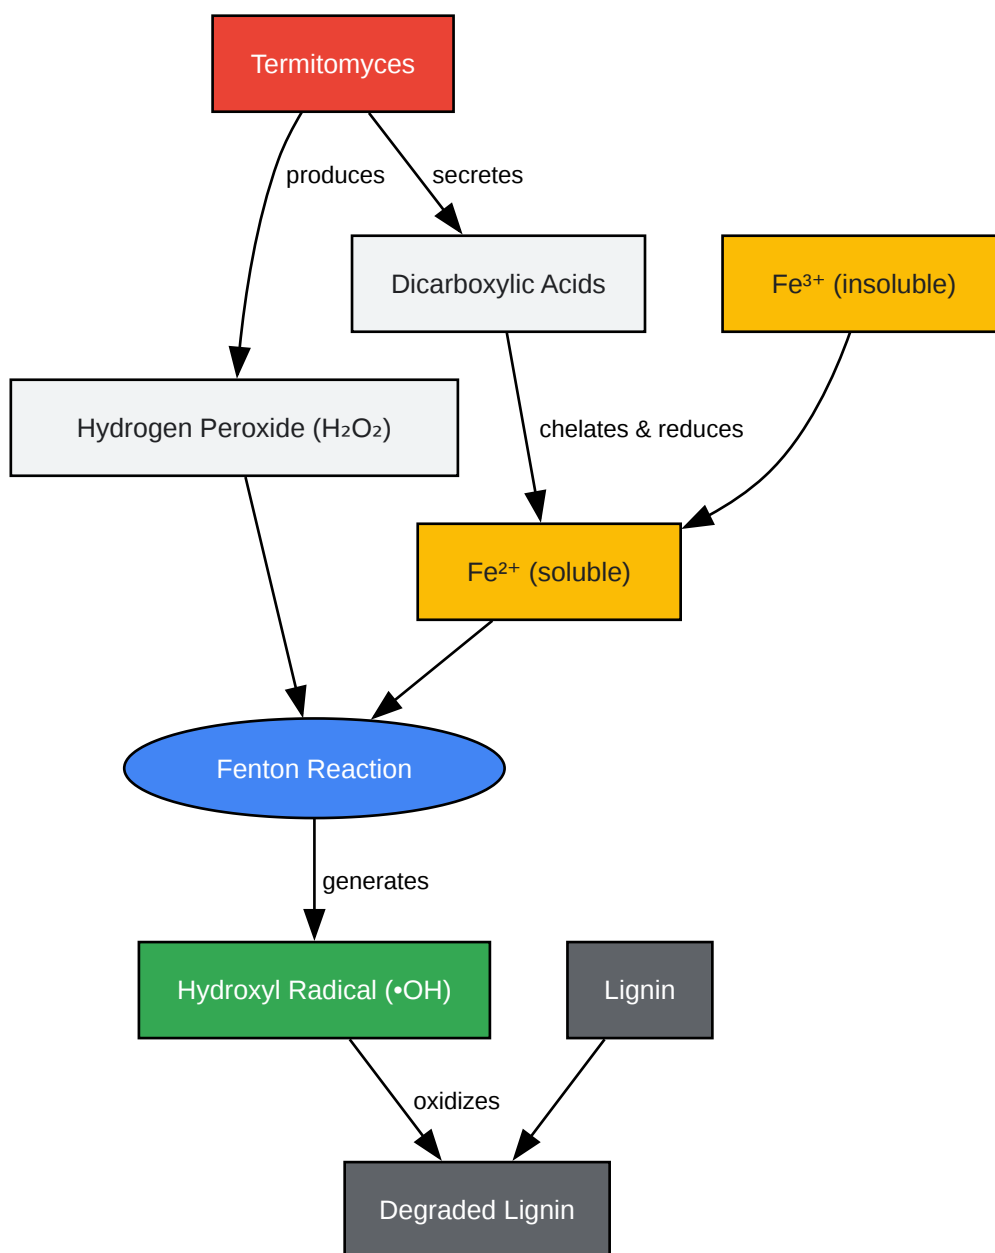 Termitomyces
produces
secretes
Dicarboxylic Acids
Fe³⁺ (insoluble)
Hydrogen Peroxide (H₂O₂)
chelates & reduces
Fe²⁺ (soluble)
Fenton Reaction
generates
Hydroxyl Radical (•OH)
Lignin
oxidizes
Degraded Lignin